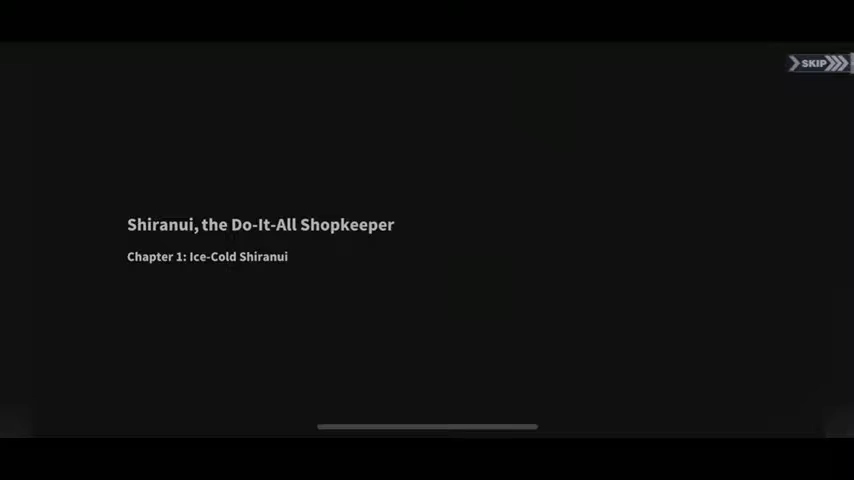 SKIP
Shiranui, the Do-It-All Shopkeeper
Chapter 1: Ice-Cold Shiranui